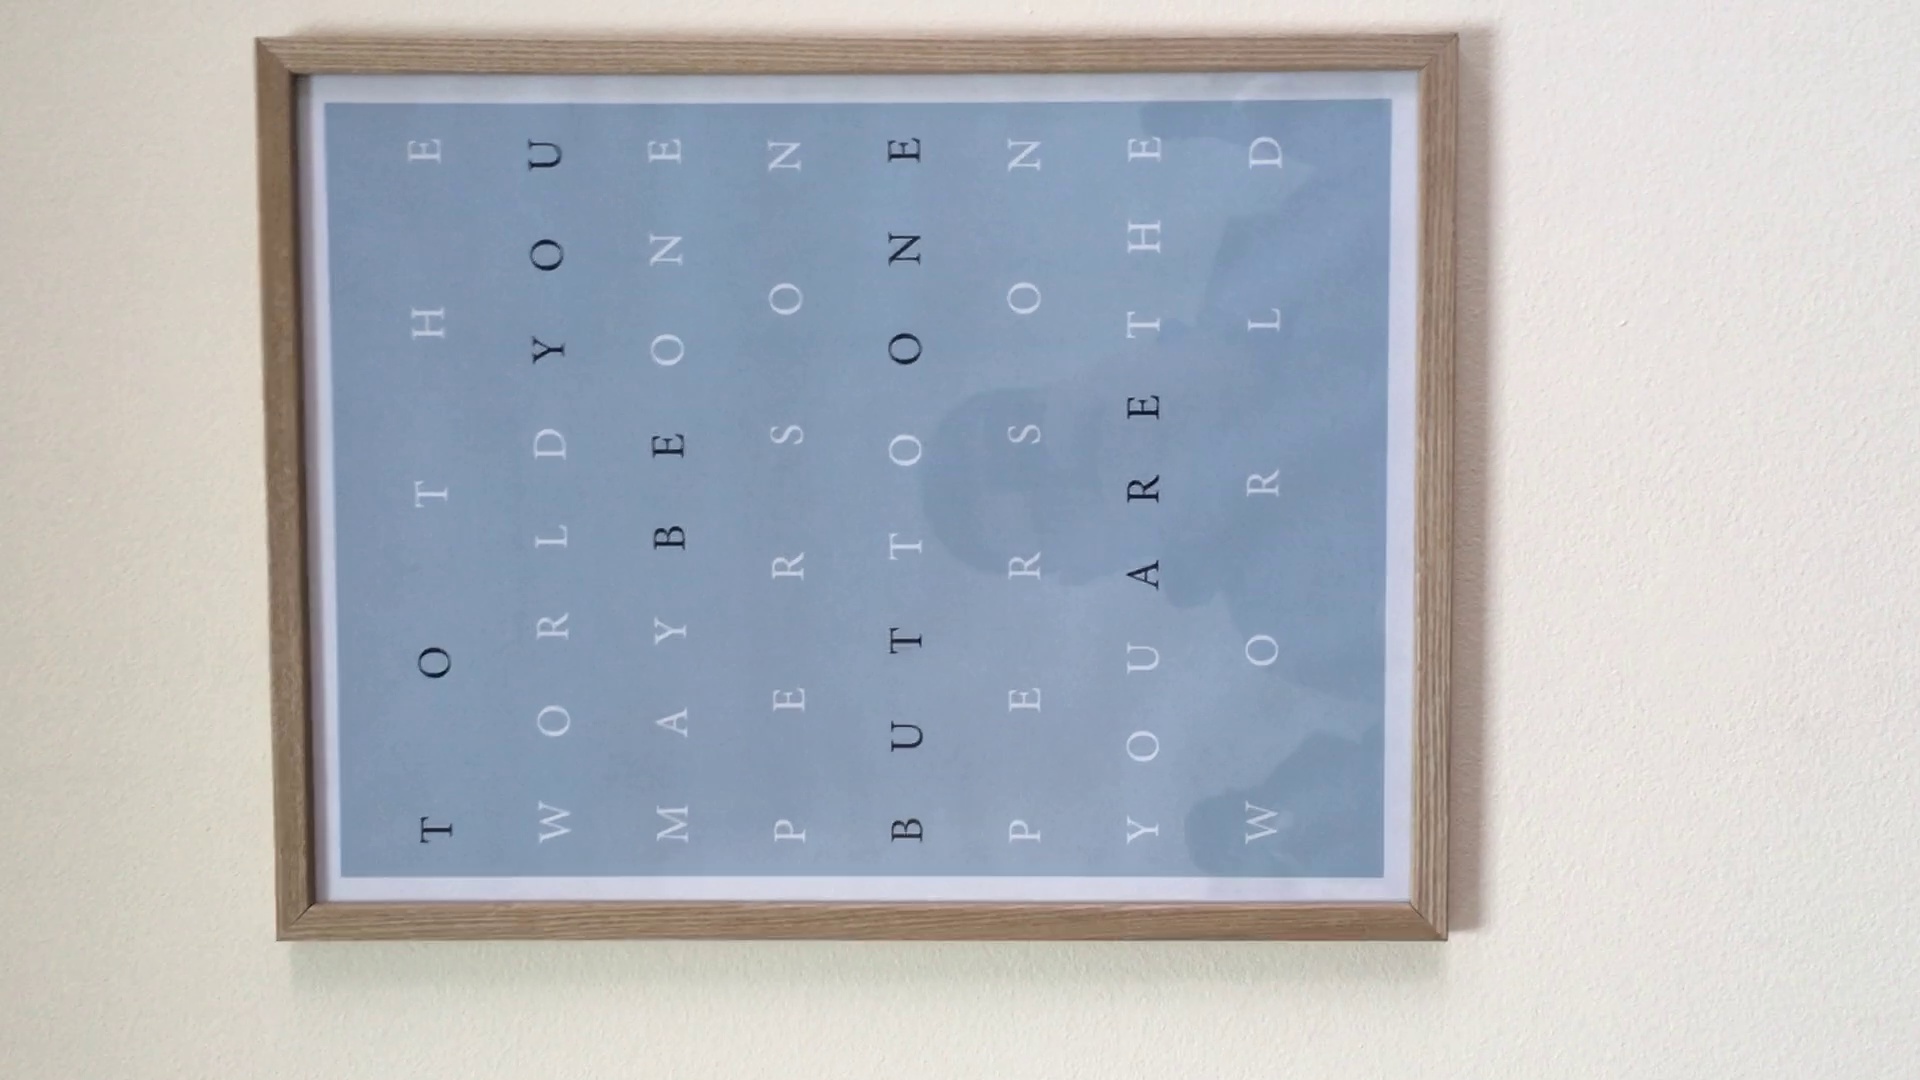 TO THE
WORLD YOU
MAY BE ONE
PERSON
BUT TO ONE
PERSON
YOU ARE THE
WORLD